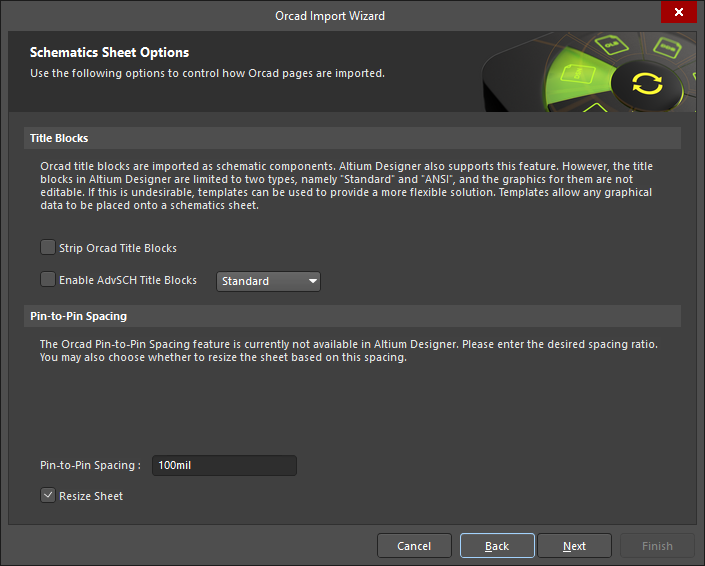 Orcad Import Wizard
Schematics Sheet Options
Use the following options to control how Orcad pages are imported.
Title Blocks
Orcad title blocks are imported as schematic components. Altium Designer also supports this feature. However, the title
blocks in Altium Designer are limited to two types, namely "Standard" and "ANSI", and the graphics for them are not
editable. If this is undesirable, templates can be used to provide a more flexible solution. Templates allow any graphical
data to be placed onto a schematics sheet.
Strip Orcad Title Blocks
Enable AdvSCH Title Blocks
Standard
Pin-to-Pin Spacing
The Orcad Pin-to-Pin Spacing feature is currently not available in Altium Designer. Please enter the desired spacing ratio.
You may also choose whether to resize the sheet based on this spacing.
Pin-to-Pin Spacing :
100mil
Resize Sheet
Cancel
Back
Next
Finish